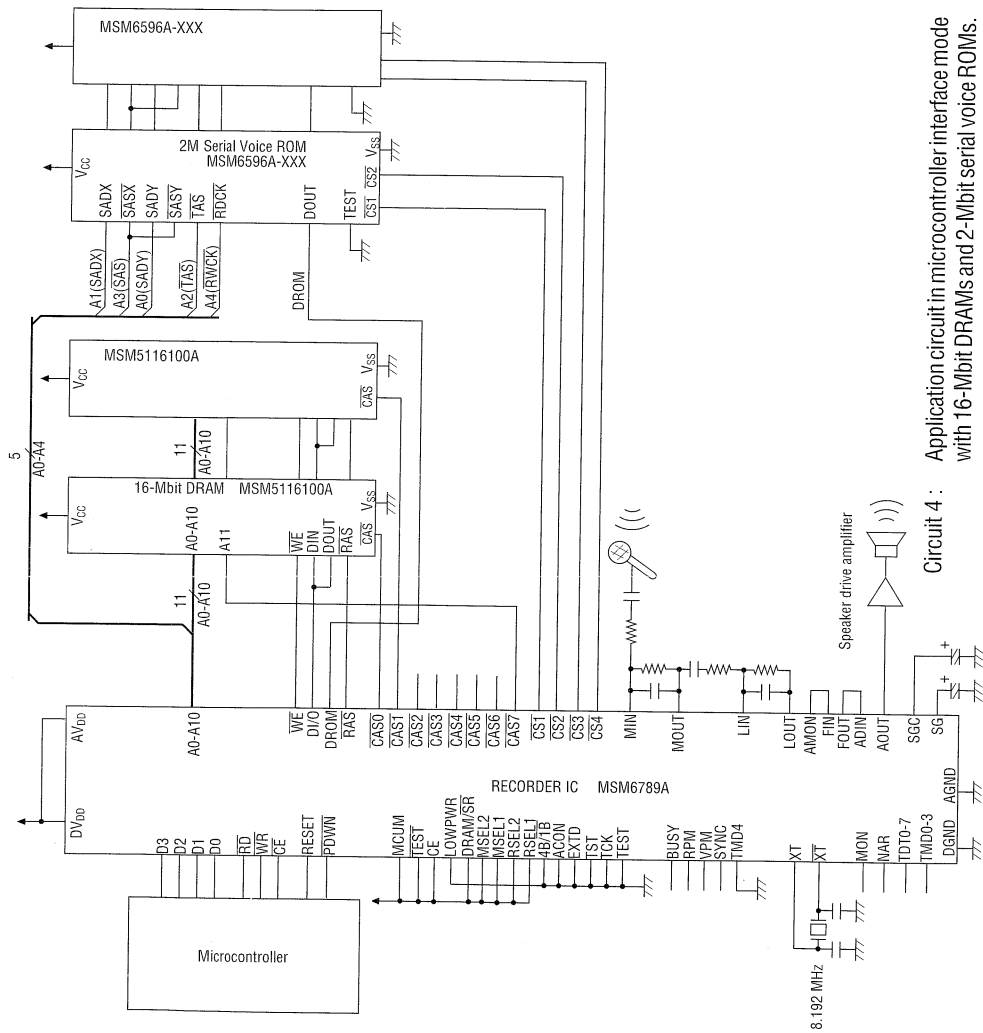 MSM6596A-XXX
2M Serial Voice ROM
MSM6596A-XXX
VCC
VSS
SADX
SASX
SADY
SASY
TAS
RDCK
DOUT
TEST
CS1
CS2
A1(SADX)
A3(SAS)
A0(SADY)
A2(TAS)
A4(RWCK)
DROM
MSM5116100A
VCC
VSS
CAS
5
A0-A4
11
A0-A10
16-Mbit DRAM MSM5116100A
VCC
VSS
A0-A10
A11
WE
DIN
DOUT
RAS
CAS
11
A0-A10
Speaker drive amplifier
AVDD
DVDD
A0-A10
WE
DI/O
DROM
RAS
CAS0
CAS1
CAS2
CAS3
CAS4
CAS5
CAS6
CAS7
CS1
CS2
CS3
CS4
MIN
MOUT
LIN
LOUT
AMON
FIN
FOUT
ADIN
AOUT
SGC
SG
+
+
RECORDER IC MSM6789A
AGND
DGND
D3
D2
D1
D0
RD
WR
CE
RESET
PDWN
MCUM
TEST
CE
LOWPWR
DRAM/SR
MSEL2
MSEL1
RSEL2
RSEL1
4B/1B
ACON
EXTD
TST
TCK
TEST
BUSY
RPM
VPM
SYNC
TMD4
XT
XT
MON
NAR
TDT0-7
TMD0-3
Microcontroller
8.192 MHz
Circuit 4 : Application circuit in microcontroller interface mode
with 16-Mbit DRAMs and 2-Mbit serial voice ROMs.